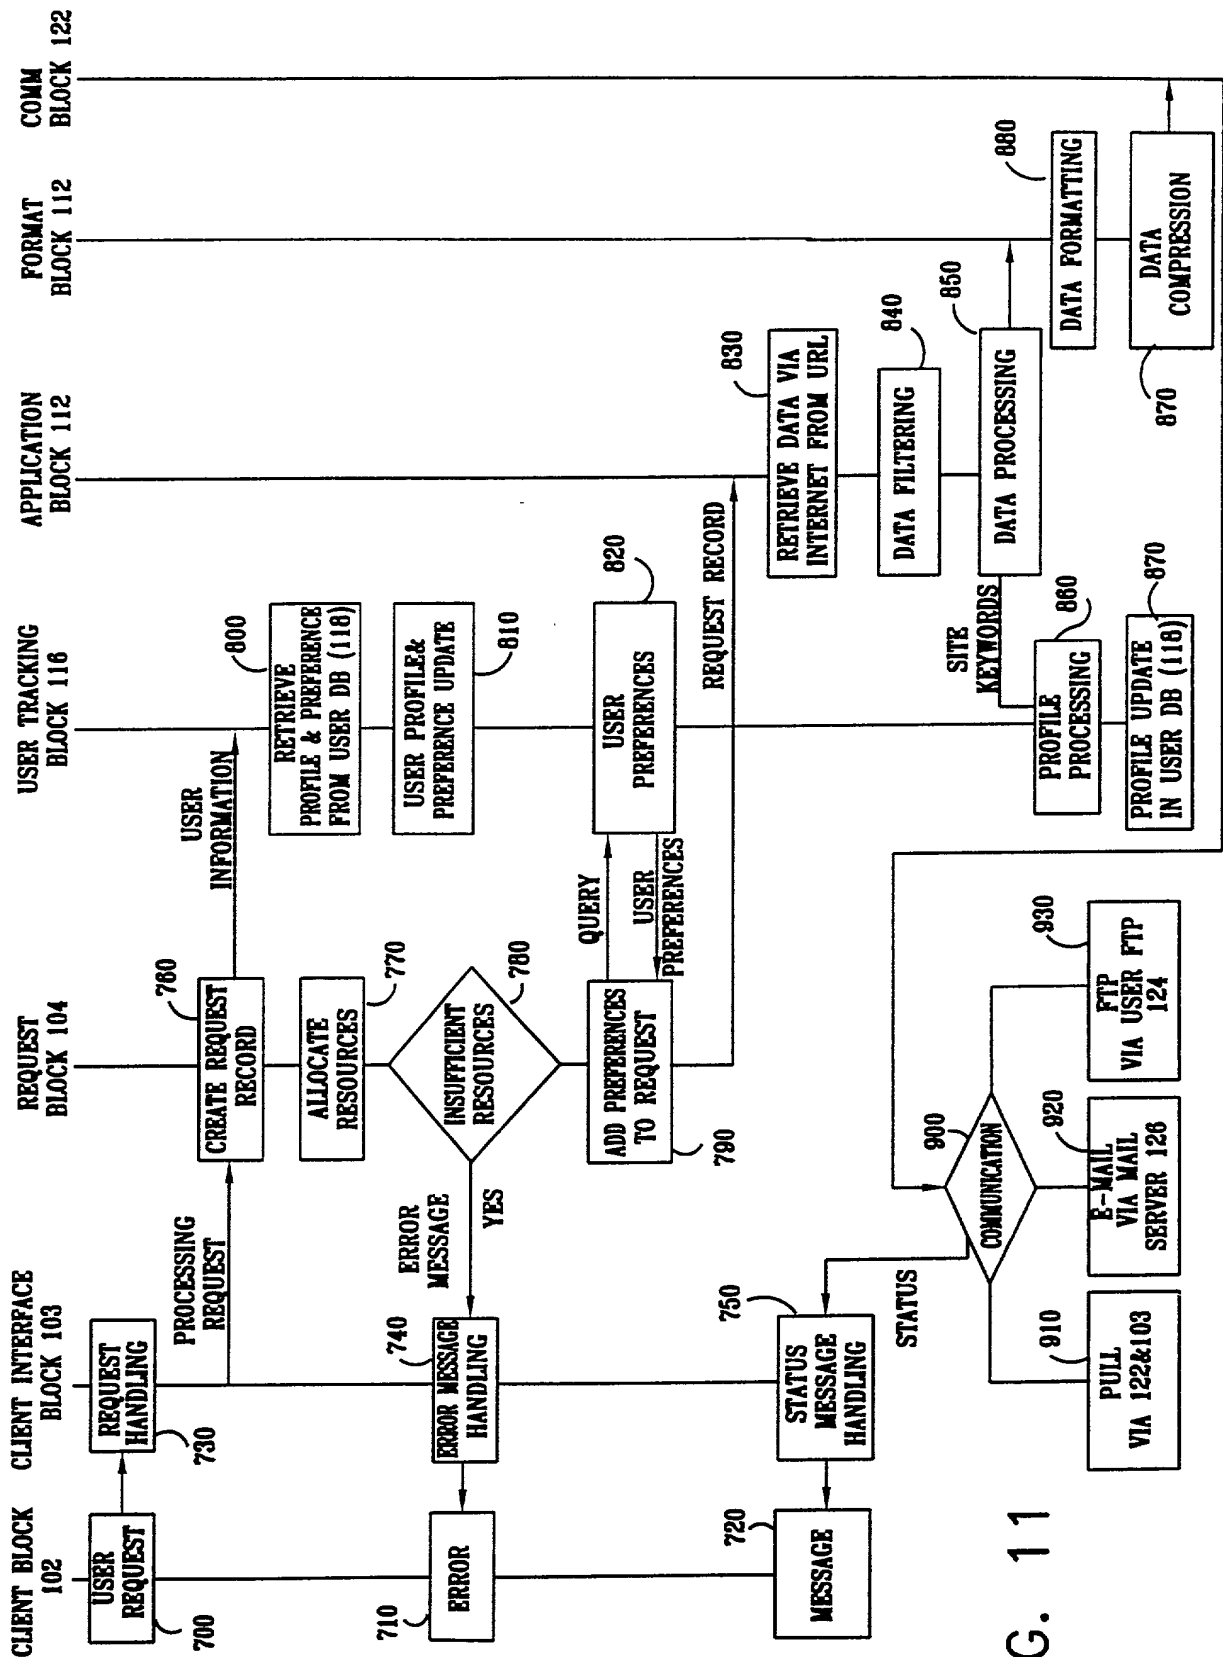 CLIENT BLOCK
102
CLIENT INTERFACE
BLOCK 103
REQUEST
BLOCK 104
USER TRACKING
BLOCK 116
APPLICATION
BLOCK 112
FORMAT
BLOCK 112
COMM
BLOCK 122
USER
REQUEST
700
REQUEST
HANDLING
730
PROCESSING
REQUEST
760
CREATE REQUEST
RECORD
USER
INFORMATION
800
RETRIEVE
PROFILE & PREFERENCE
FROM USER DB (118)
ALLOCATE
RESOURCES
770
USER PROFILE&
PREFERENCE UPDATE
810
INSUFFICIENT
RESOURCES
780
ERROR
MESSAGE
YES
740
ERROR MESSAGE
HANDLING
710
ERROR
ADD PREFERENCES
TO REQUEST
790
QUERY
USER
PREFERENCES
USER
PREFERENCES
820
REQUEST RECORD
830
RETRIEVE DATA VIA
INTERNET FROM URL
DATA FILTERING
840
DATA PROCESSING
850
SITE
KEYWORDS
PROFILE
PROCESSING
860
PROFILE UPDATE
IN USER DB (118)
870
DATA FORMATTING
880
DATA
COMPRESSION
870
720
MESSAGE
750
STATUS
MESSAGE
HANDLING
STATUS
COMMUNICATION
900
PULL
VIA 122&103
910
E-MAIL
VIA MAIL
SERVER 126
920
FTP
VIA USER FTP
124
930
G. 11